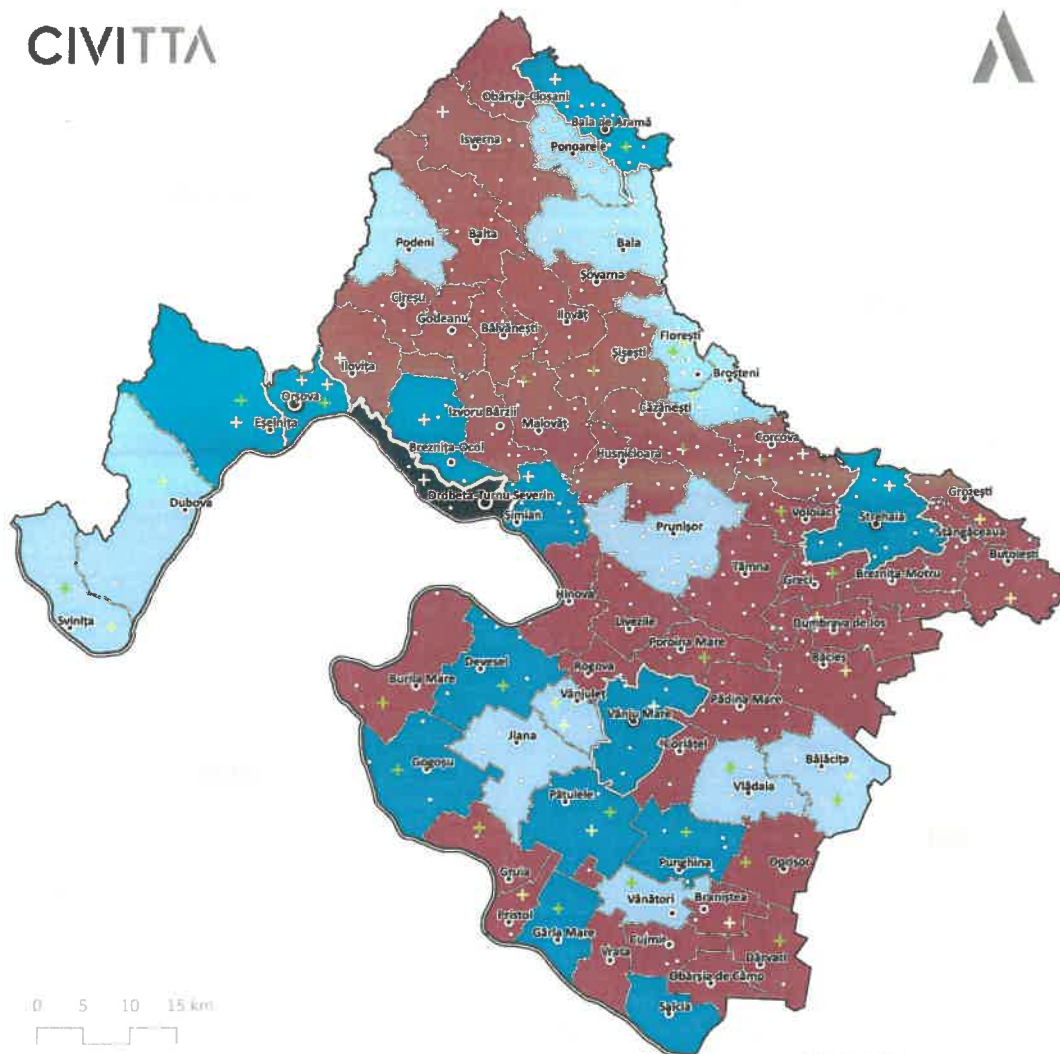 CIVITTA
Obârșia-Cloșani
Baia de Aramă
Isverna
Ponoarele
Podeni
Balta
Bala
Șovarna
Cireșu
Godeanu
Bâlvănești
Ilovăț
Florești
Șișești
Broșteni
Ilovița
Orșova
Eșelnița
Izvoru Bârzii
Malovăț
Căzănești
Corcova
Breznița-Ocol
Husnicioara
Dubova
Drobeta-Turnu Severin
Șimian
Prunișor
Voloiac
Strehaia
Grozești
Stângăceaua
Butoiești
Tâmna
Greci
Breznița-Motru
Svinița
Hinova
Livezile
Dumbrava de Jos
Poroina Mare
Bâcleș
Devesel
Rogova
Burila Mare
Vânjuleț
Vânju Mare
Pădina Mare
Jiana
Corlățel
Gogoșu
Bălăcița
Vlădaia
Pătulele
Punghina
Oprișor
Gruia
Vânători
Braniștea
Pristol
Gârla Mare
Cujmir
Vrata
Dârvari
Obârșia de Câmp
Salcia
0 5 10 15 km